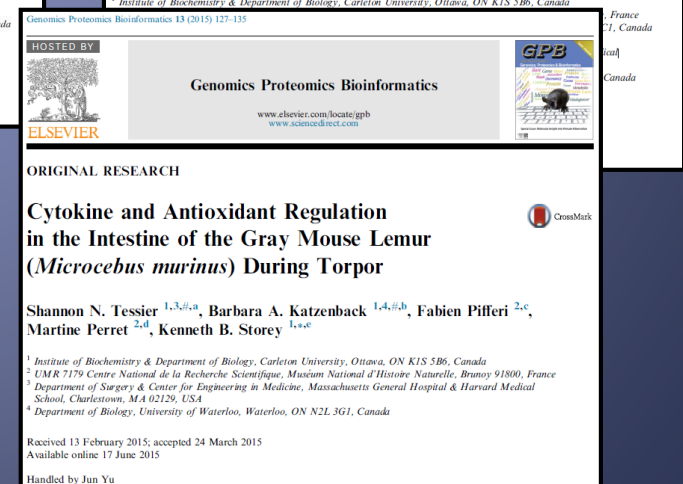 Institute of Biochemistry & Department of Biology, Carleton University, Ottawa, ON K1S 5B6, Canada
, France
C1, Canada
ical
Canada
Genomics Proteomics Bioinformatics 13 (2015) 127–135
HOSTED BY
ELSEVIER
Genomics Proteomics Bioinformatics
www.elsevier.com/locate/gpb
www.sciencedirect.com
GPB
CrossMark
ORIGINAL RESEARCH
Cytokine and Antioxidant Regulation
in the Intestine of the Gray Mouse Lemur
(Microcebus murinus) During Torpor
Shannon N. Tessier 1,3,#,a, Barbara A. Katzenback 1,4,#,b, Fabien Pifferi 2,c,
Martine Perret 2,d, Kenneth B. Storey 1,*,e
1 Institute of Biochemistry & Department of Biology, Carleton University, Ottawa, ON K1S 5B6, Canada
2 UMR 7179 Centre National de la Recherche Scientifique, Muséum National d'Histoire Naturelle, Brunoy 91800, France
3 Department of Surgery & Center for Engineering in Medicine, Massachusetts General Hospital & Harvard Medical
School, Charlestown, MA 02129, USA
4 Department of Biology, University of Waterloo, Waterloo, ON N2L 3G1, Canada
Received 13 February 2015; accepted 24 March 2015
Available online 17 June 2015
Handled by Jun Yu